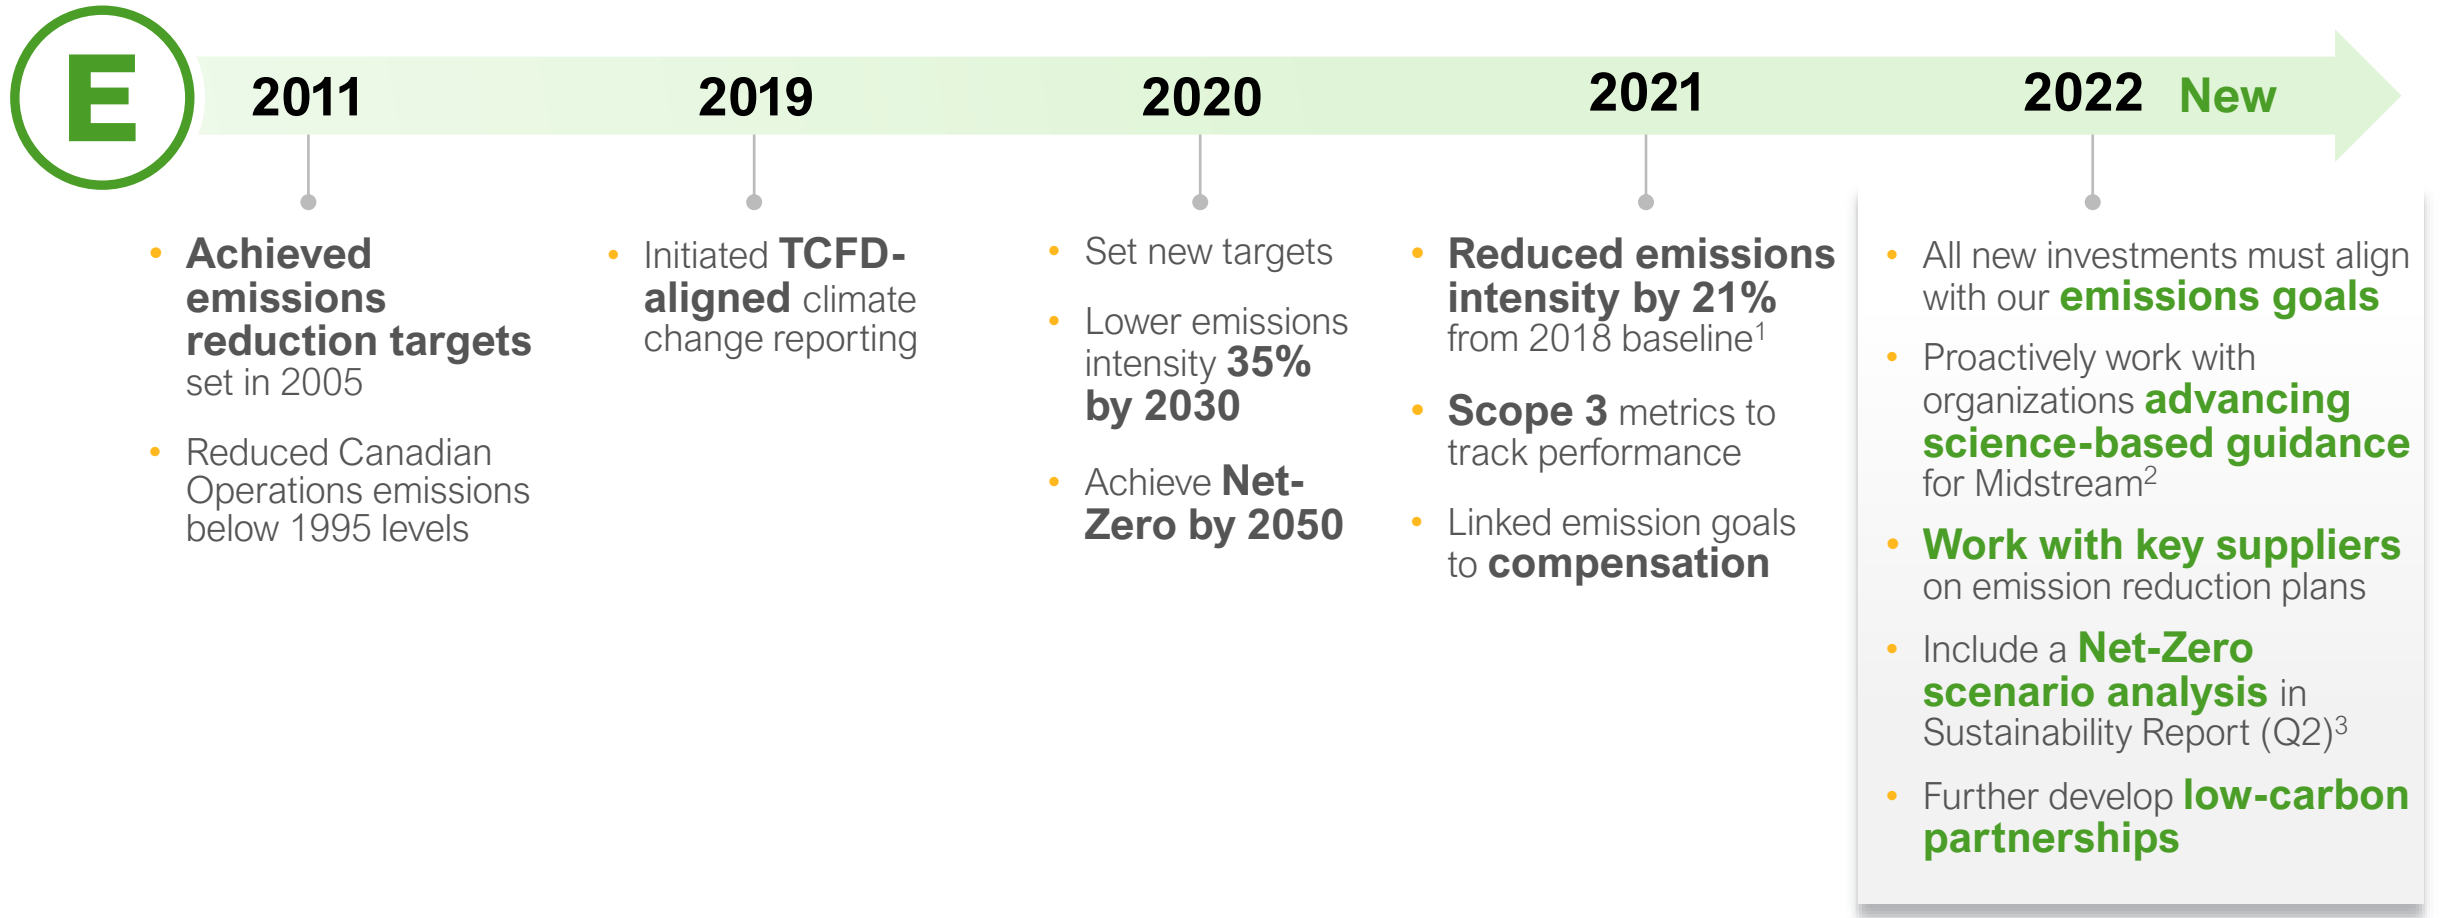 E
2011
2019
2020
2021
2022 New
• Achieved
emissions
reduction targets
set in 2005
• Reduced Canadian
Operations emissions
below 1995 levels
• Initiated TCFD-
aligned climate
change reporting
• Set new targets
• Lower emissions
intensity 35%
by 2030
• Achieve Net-
Zero by 2050
• Reduced emissions
intensity by 21%
from 2018 baseline¹
• Scope 3 metrics to
track performance
• Linked emission goals
to compensation
• All new investments must align
with our emissions goals
• Proactively work with
organizations advancing
science-based guidance
for Midstream²
• Work with key suppliers
on emission reduction plans
• Include a Net-Zero
scenario analysis in
Sustainability Report (Q2)³
• Further develop low-carbon
partnerships